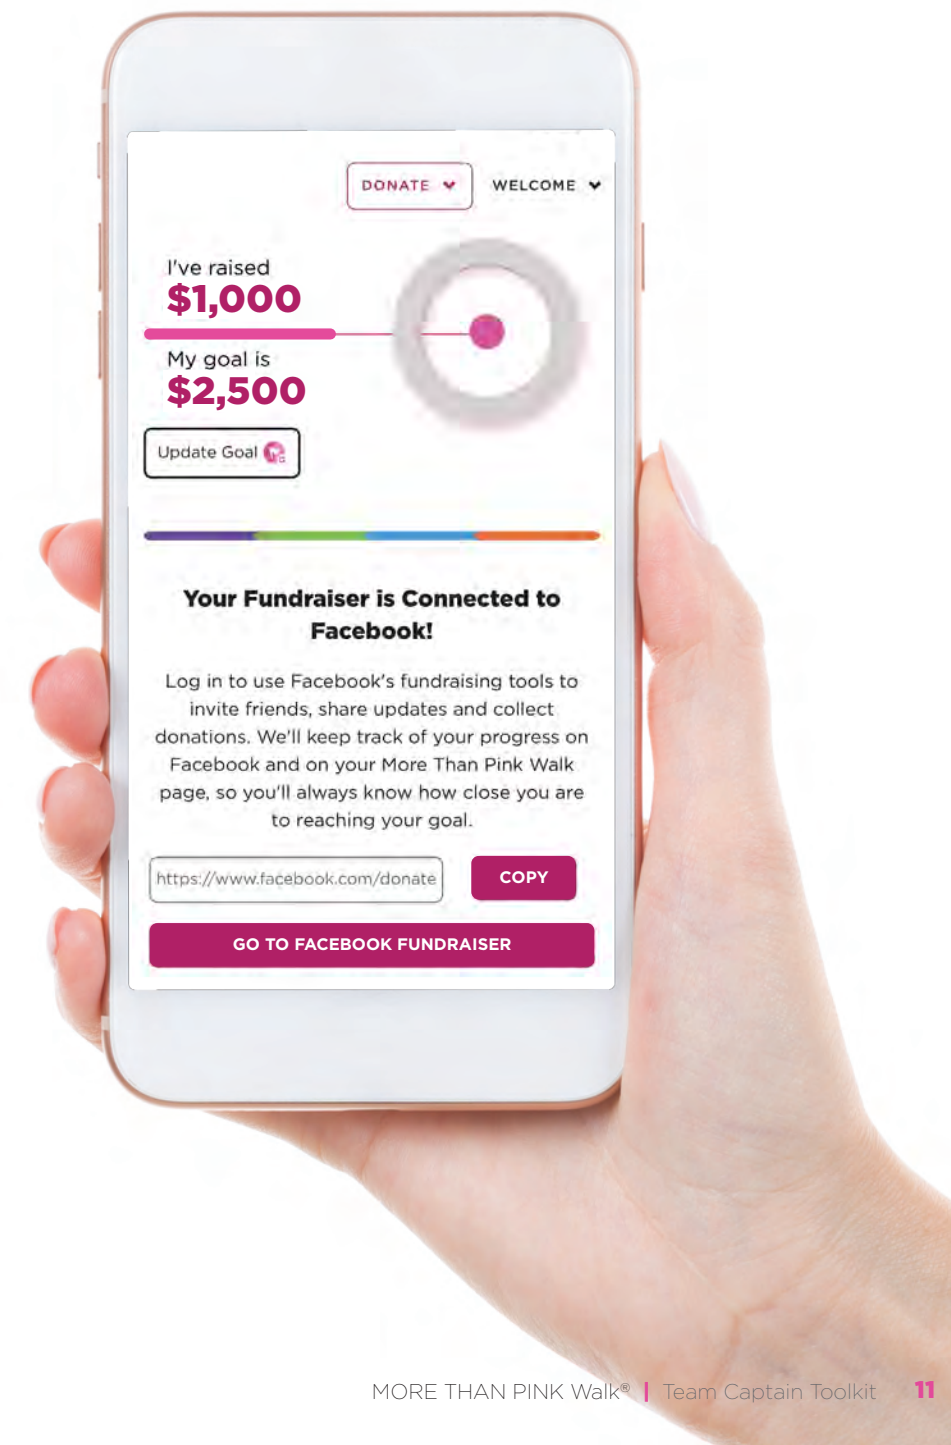 DONATE WELCOME
I've raised
$1,000
My goal is
$2,500
Update Goal
Your Fundraiser is Connected to
Facebook!
Log in to use Facebook's fundraising tools to
invite friends, share updates and collect
donations. We'll keep track of your progress on
Facebook and on your More Than Pink Walk
page, so you'll always know how close you are
to reaching your goal.
https://www.facebook.com/donate COPY
GO TO FACEBOOK FUNDRAISER
MORE THAN PINK Walk® | Team Captain Toolkit 11